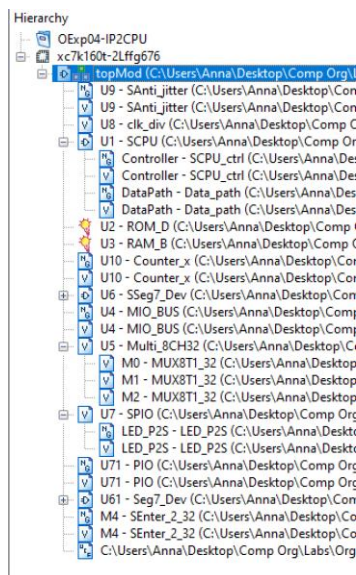 Hierarchy
OExp04-IP2CPU
xc7k160t-2Lffg676
topMod (C:\Users\Anna\Desktop\Comp Org\L
U9 - SAnti_jitter (C:\Users\Anna\Desktop\Com
U9 - SAnti_jitter (C:\Users\Anna\Desktop\Com
U8 - clk_div (C:\Users\Anna\Desktop\Comp O
U1 - SCPU (C:\Users\Anna\Desktop\Comp Or
Controller - SCPU_ctrl (C:\Users\Anna\Des
Controller - SCPU_ctrl (C:\Users\Anna\Des
DataPath - Data_path (C:\Users\Anna\Des
DataPath - Data_path (C:\Users\Anna\Des
U2 - ROM_D (C:\Users\Anna\Desktop\Comp
U3 - RAM_B (C:\Users\Anna\Desktop\Comp
U10 - Counter_x (C:\Users\Anna\Desktop\Co
U10 - Counter_x (C:\Users\Anna\Desktop\Co
U6 - SSeg7_Dev (C:\Users\Anna\Desktop\Com
U4 - MIO_BUS (C:\Users\Anna\Desktop\Comp
U4 - MIO_BUS (C:\Users\Anna\Desktop\Comp
U5 - Multi_8CH32 (C:\Users\Anna\Desktop\Co
M0 - MUX8T1_32 (C:\Users\Anna\Desktop
M1 - MUX8T1_32 (C:\Users\Anna\Desktop
M2 - MUX8T1_32 (C:\Users\Anna\Desktop
U7 - SPIO (C:\Users\Anna\Desktop\Comp Org
LED_P2S - LED_P2S (C:\Users\Anna\Deskto
LED_P2S - LED_P2S (C:\Users\Anna\Deskto
U71 - PIO (C:\Users\Anna\Desktop\Comp Org
U71 - PIO (C:\Users\Anna\Desktop\Comp Org
U61 - Seg7_Dev (C:\Users\Anna\Desktop\Com
M4 - SEnter_2_32 (C:\Users\Anna\Desktop\Co
M4 - SEnter_2_32 (C:\Users\Anna\Desktop\Co
C:\Users\Anna\Desktop\Comp Org\Labs\Org